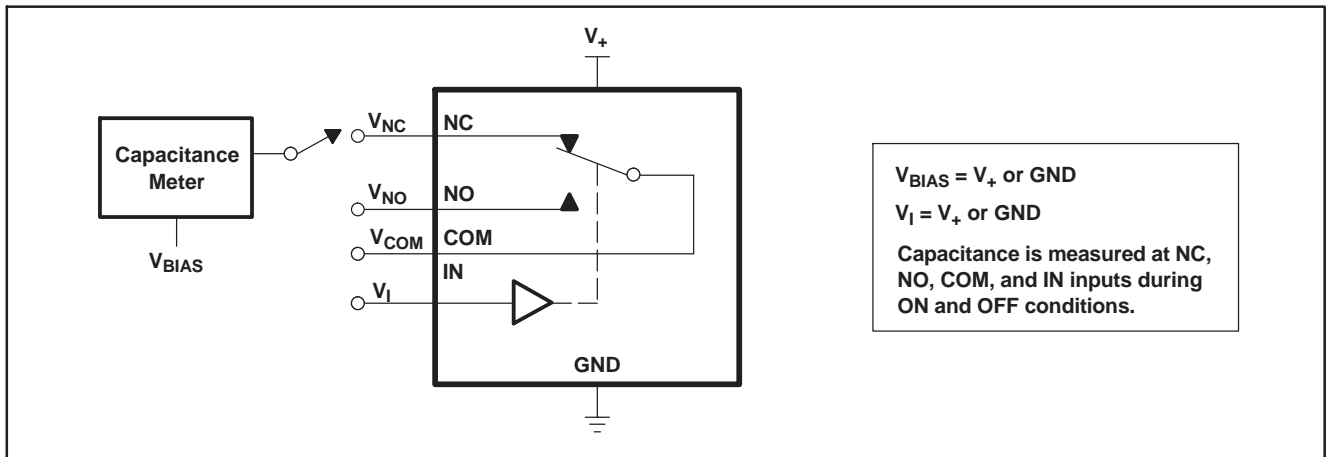 V+
Capacitance
Meter
VBIAS
VNC NC
VNO NO
VCOM COM
IN
VI
GND
VBIAS = V+ or GND
VI = V+ or GND
Capacitance is measured at NC,
NO, COM, and IN inputs during
ON and OFF conditions.